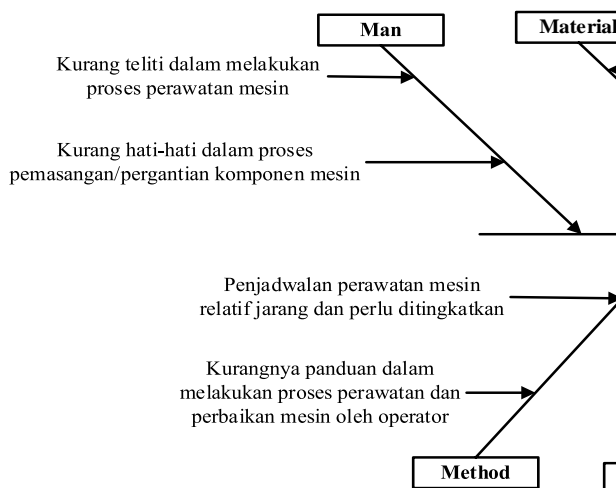 Man
Material
Kurang teliti dalam melakukan
proses perawatan mesin
Kurang hati-hati dalam proses
pemasangan/pergantian komponen mesin
Penjadwalan perawatan mesin
relatif jarang dan perlu ditingkatkan
Kurangnya panduan dalam
melakukan proses perawatan dan
perbaikan mesin oleh operator
Method